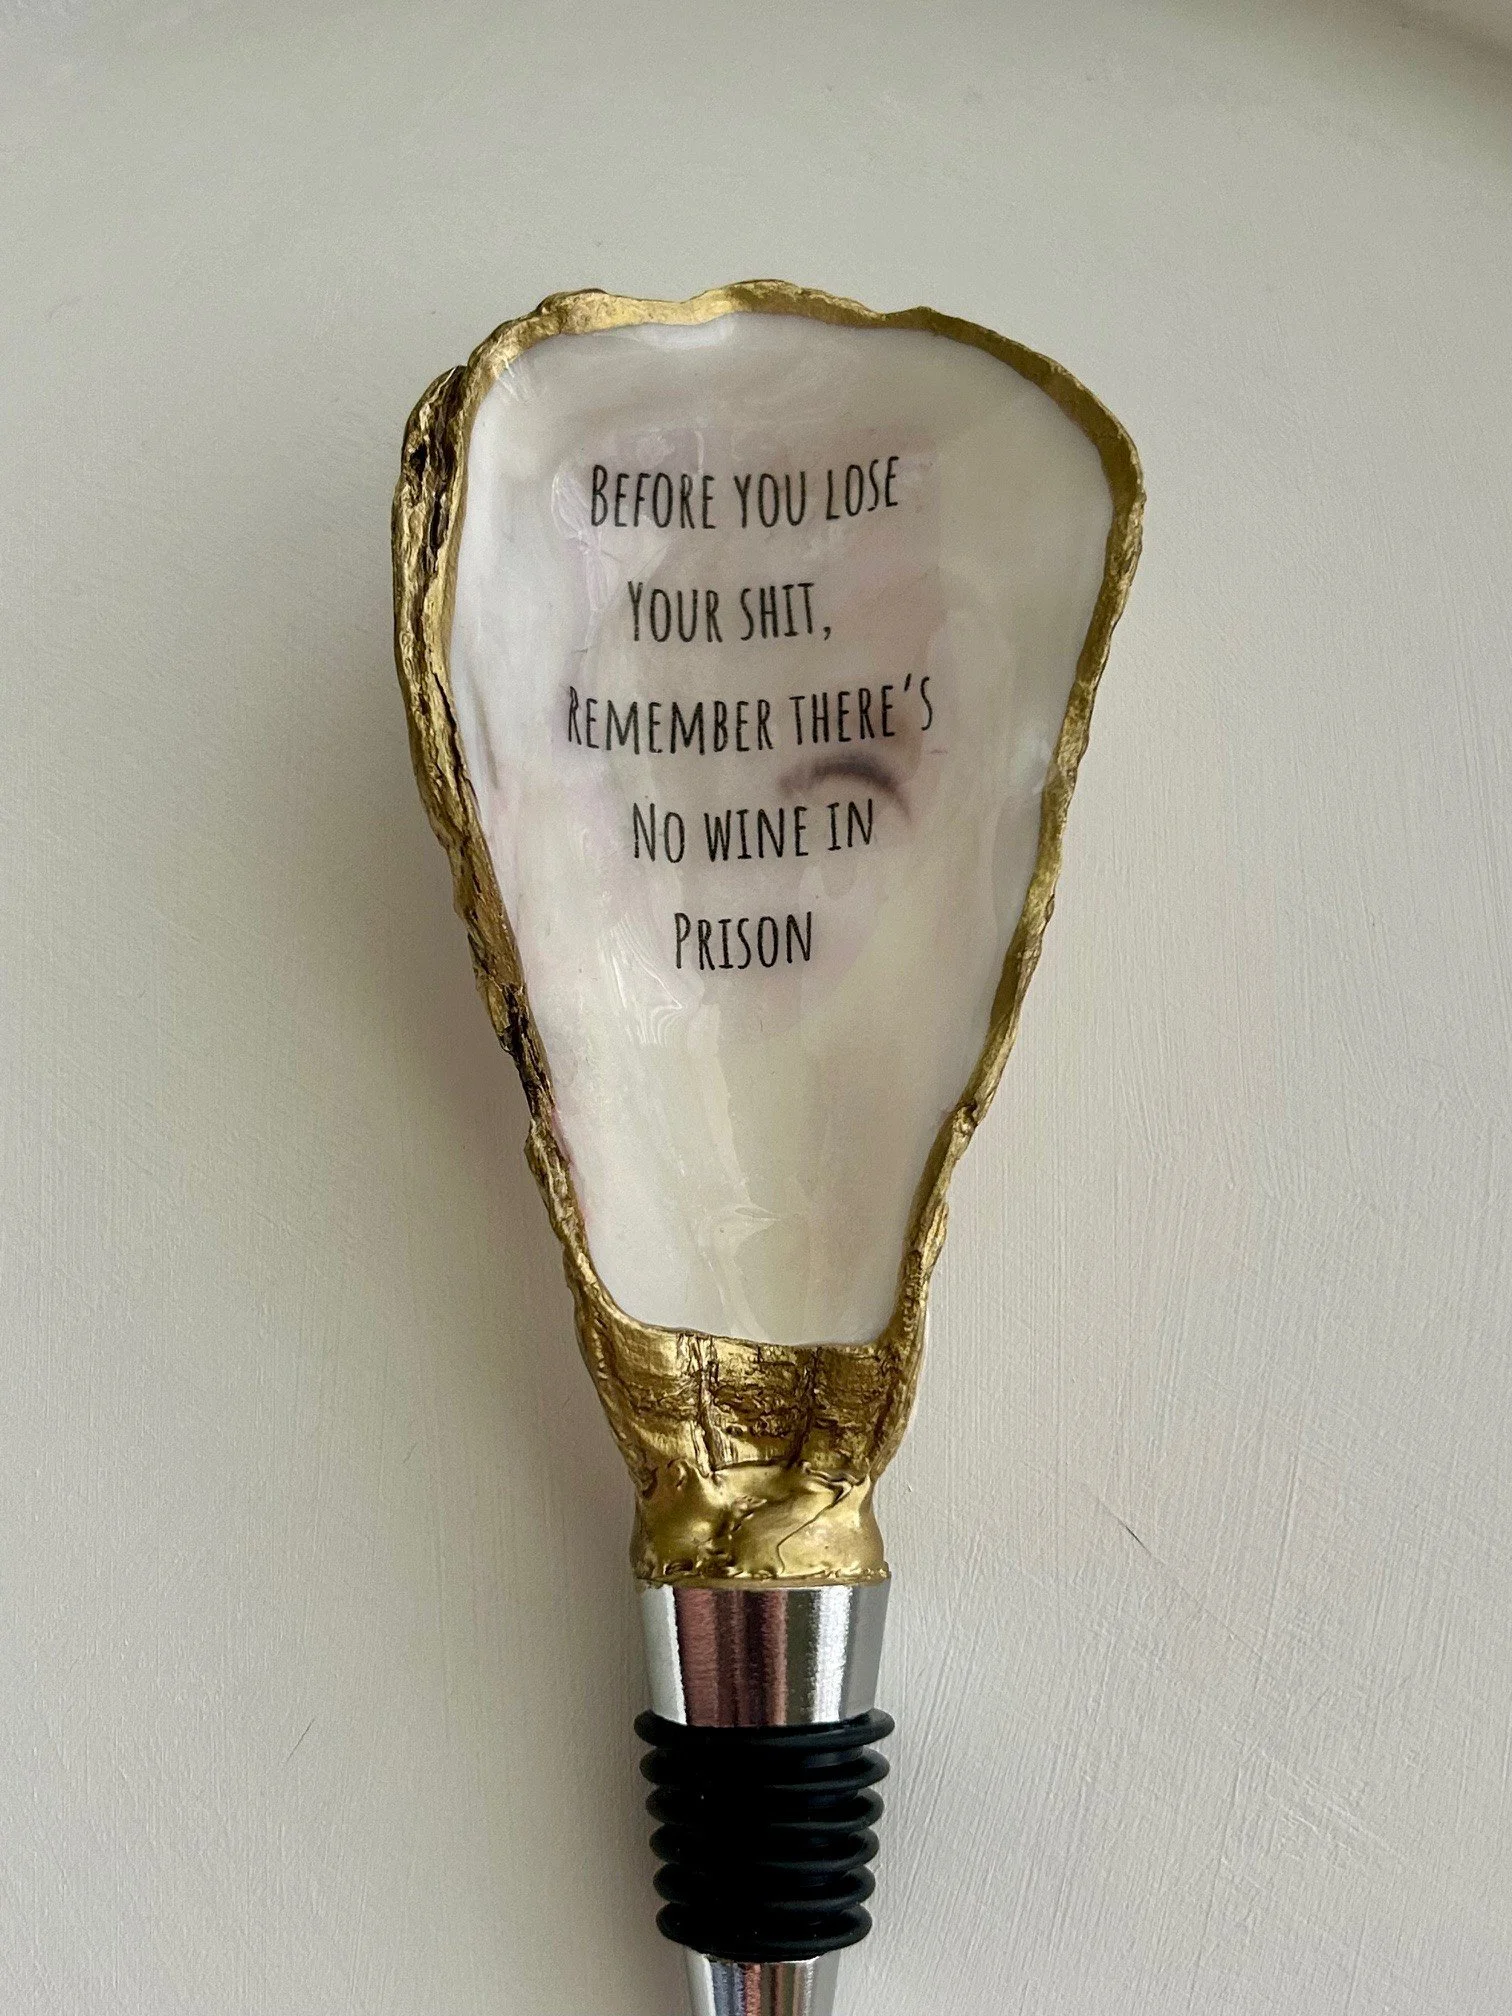 Before you lose
Your shit,
Remember there's
No wine in
Prison